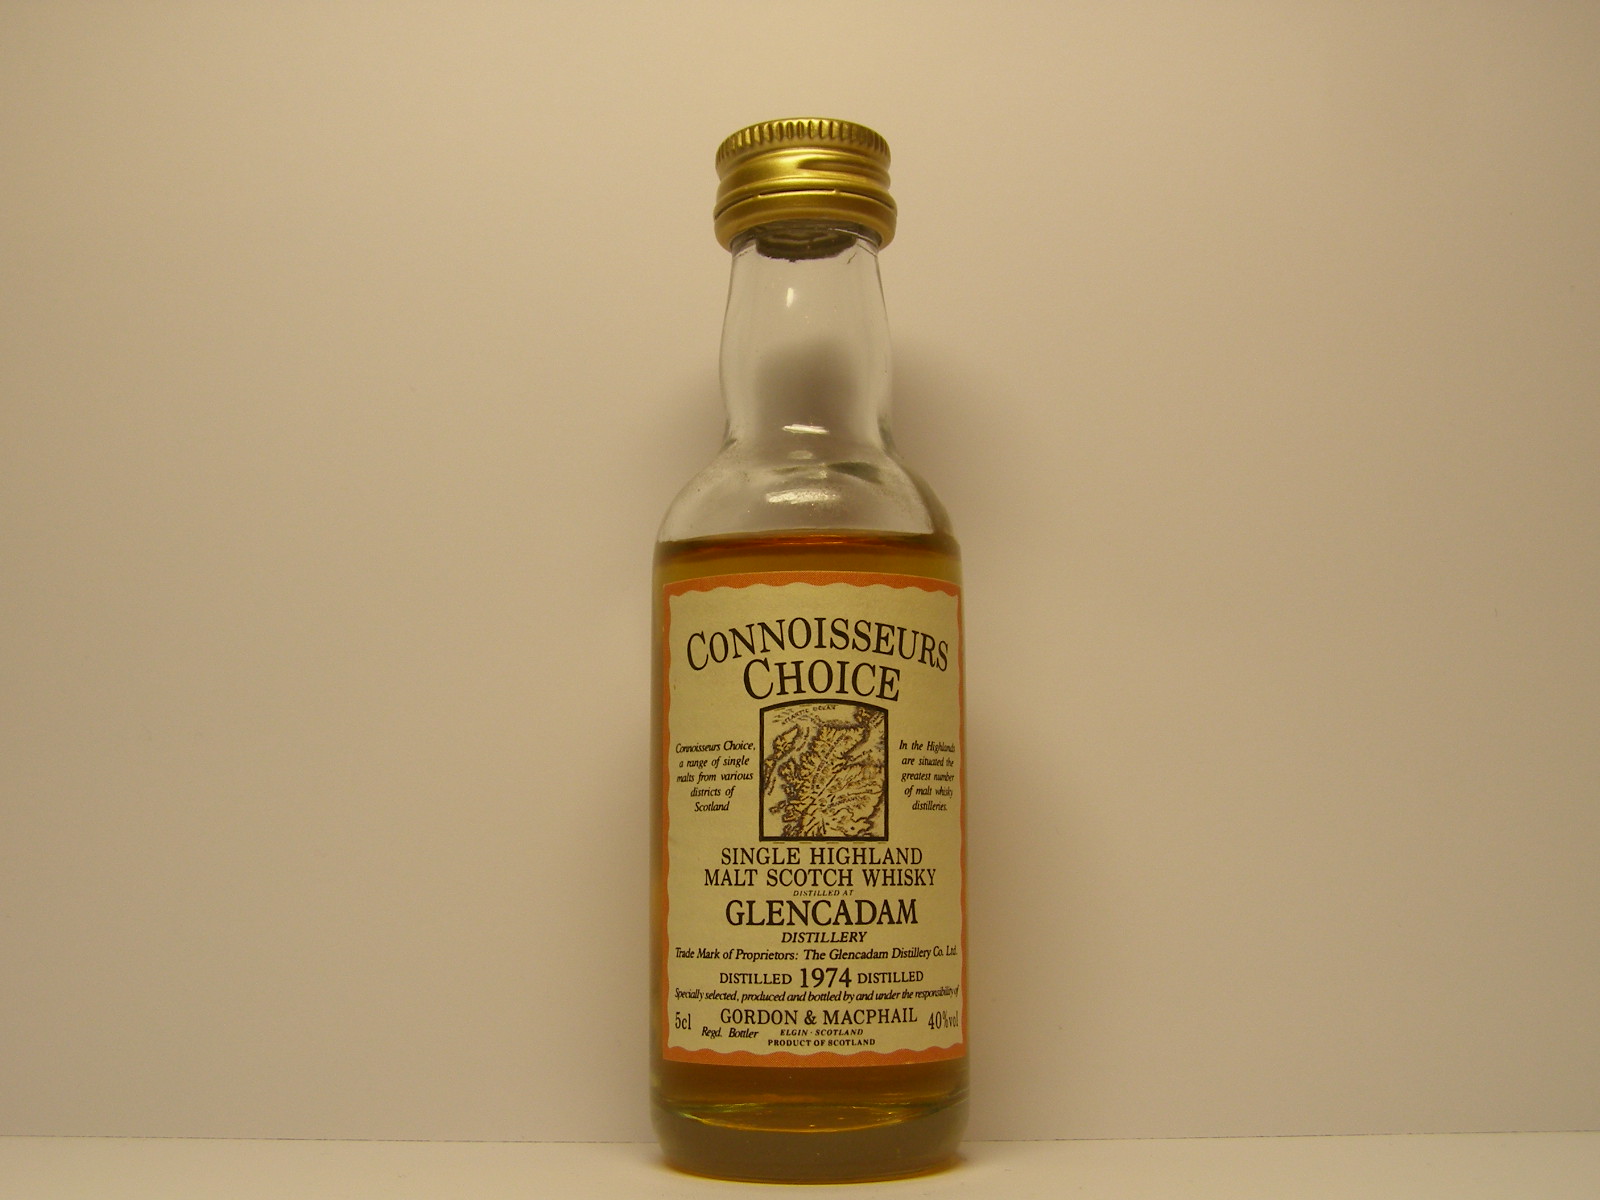 CONNOISSEURS
CHOICE
ATLANTIC OCEAN
Connoisseurs Choice,
a range of single
malts from various
districts of
Scotland
In the Highlands
are situated the
greatest number
of malt whisky
distilleries.
SINGLE HIGHLAND
MALT SCOTCH WHISKY
DISTILLED AT
GLENCADAM
DISTILLERY
Trade Mark of Proprietors: The Glencadam Distillery Co. Ltd.
DISTILLED 1974 DISTILLED
Specially selected, produced and bottled by and under the responsibility of
5cl GORDON & MACPHAIL 40%vol
Regd. Bottler ELGIN · SCOTLAND
PRODUCT OF SCOTLAND